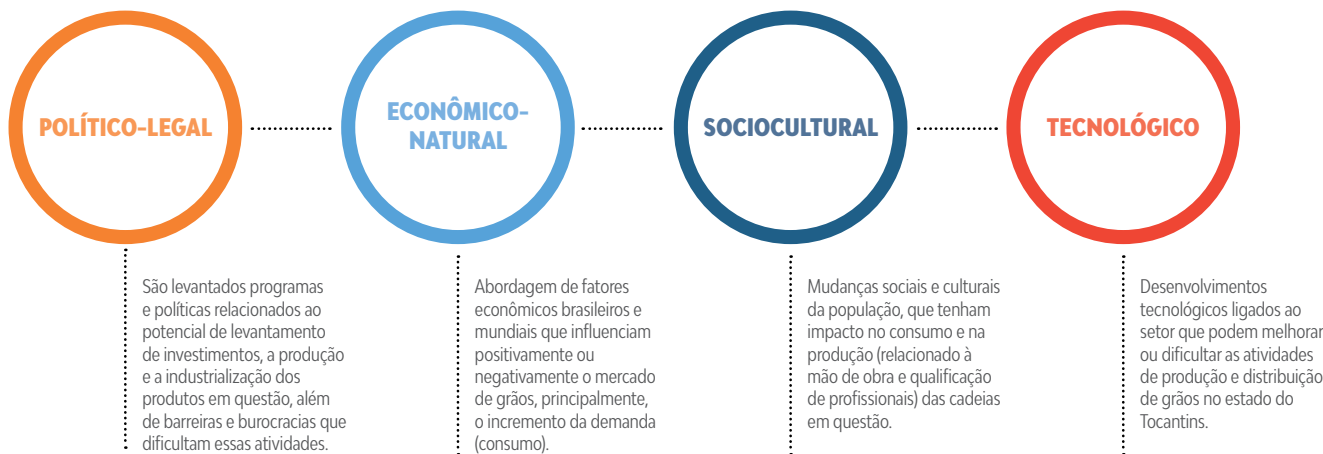 POLÍTICO-LEGAL
São levantados programas
e políticas relacionados ao
potencial de levantamento
de investimentos, a produção
e a industrialização dos
produtos em questão, além
de barreiras e burocracias que
dificultam essas atividades.
ECONÔMICO-
NATURAL
Abordagem de fatores
econômicos brasileiros e
mundiais que influenciam
positivamente ou
negativamente o mercado
de grãos, principalmente,
o incremento da demanda
(consumo).
SOCIOCULTURAL
Mudanças sociais e culturais
da população, que tenham
impacto no consumo e na
produção (relacionado à
mão de obra e qualificação
de profissionais) das cadeias
em questão.
TECNOLÓGICO
Desenvolvimentos
tecnológicos ligados ao
setor que podem melhorar
ou dificultar as atividades
de produção e distribuição
de grãos no estado do
Tocantins.